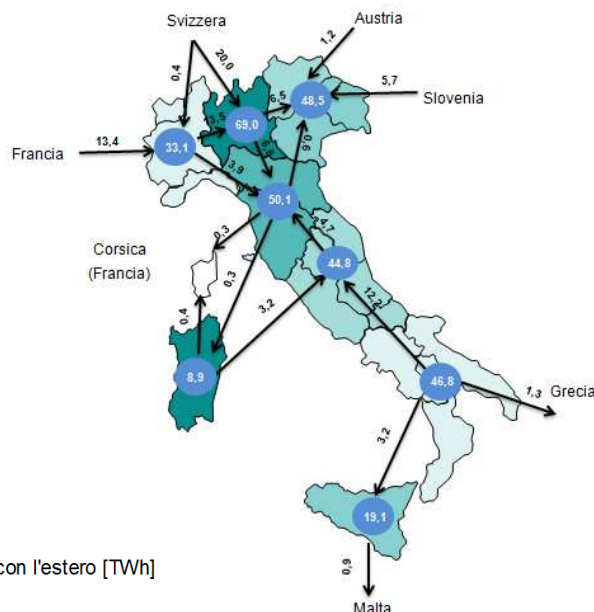 Svizzera
Austria
1,2
0,4
20,0
5,7
Slovenia
6,5
48,5
3,5
69,0
13,4
Francia
33,1
3,9
9,0
50,1
0,3
4,7
Corsica
(Francia)
44,8
0,3
3,2
12,2
0,4
8,9
46,8
1,3
Grecia
3,2
19,1
con l'estero [TWh]
0,9
Malta